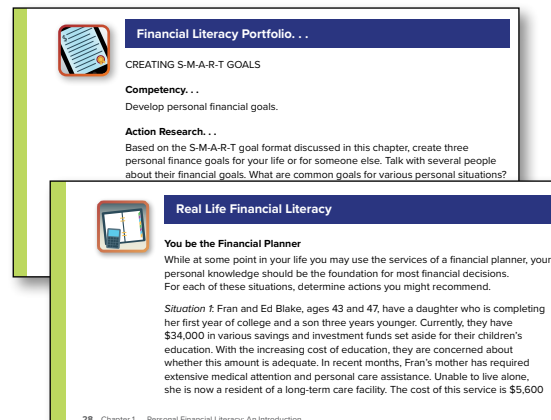 Financial Literacy Portfolio. . .
CREATING S-M-A-R-T GOALS
Competency. . .
Develop personal financial goals.
Action Research. . .
Based on the S-M-A-R-T goal format discussed in this chapter, create three
personal finance goals for your life or for someone else. Talk with several people
about their financial goals. What are common goals for various personal situations?
Real Life Financial Literacy
You be the Financial Planner
While at some point in your life you may use the services of a financial planner, your
personal knowledge should be the foundation for most financial decisions.
For each of these situations, determine actions you might recommend.
Situation 1: Fran and Ed Blake, ages 43 and 47, have a daughter who is completing
her first year of college and a son three years younger. Currently, they have
$34,000 in various savings and investment funds set aside for their children's
education. With the increasing cost of education, they are concerned about
whether this amount is adequate. In recent months, Fran's mother has required
extensive medical attention and personal care assistance. Unable to live alone,
she is now a resident of a long-term care facility. The cost of this service is $5,600
28 Chapter 1 Personal Financial Literacy: An Introduction